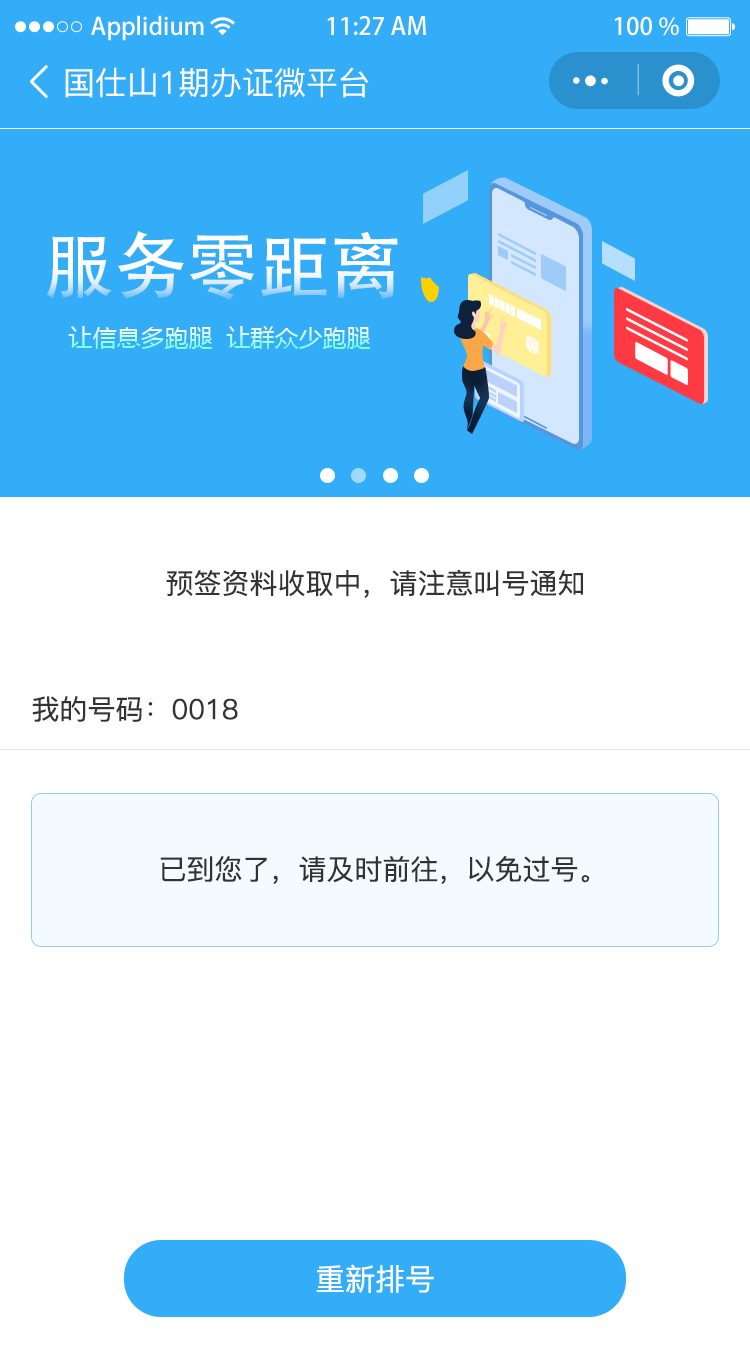 Applidium 11:27 AM 100 %
国仕山1期办证微平台
服务零距离
让信息多跑腿 让群众少跑腿
预签资料收取中，请注意叫号通知
我的号码：0018
已到您了，请及时前往，以免过号。
重新排号